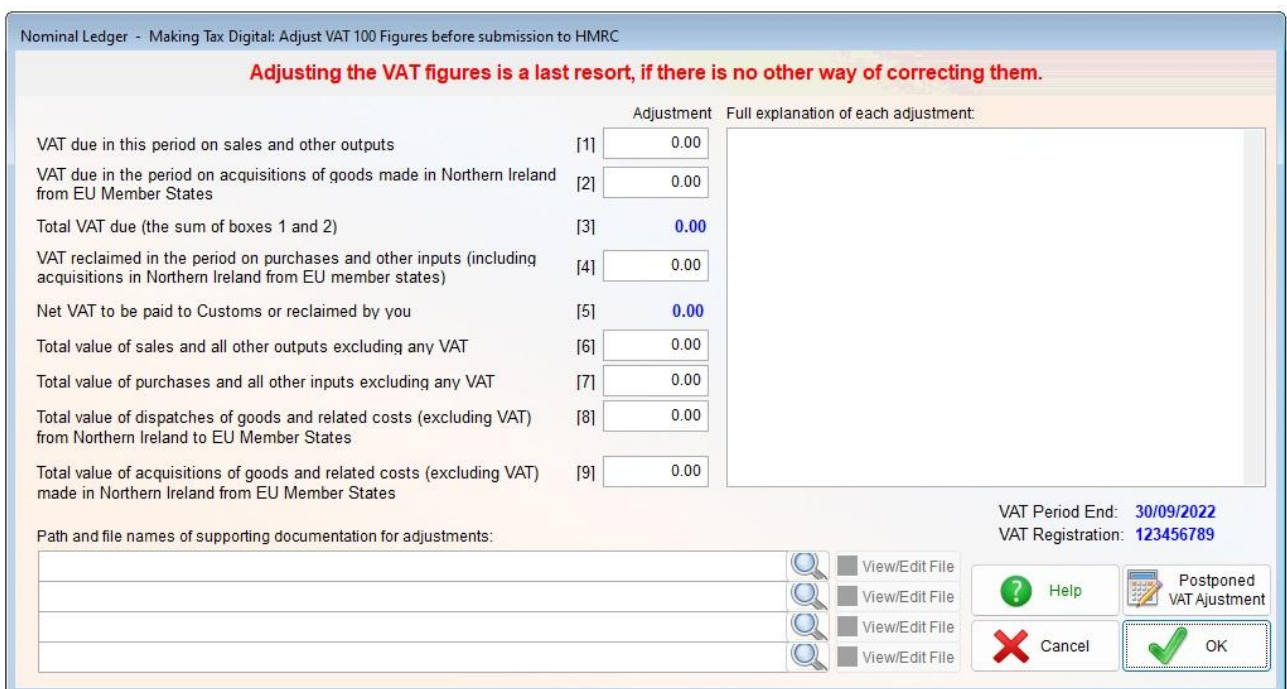 Nominal Ledger - Making Tax Digital: Adjust VAT 100 Figures before submission to HMRC
Adjusting the VAT figures is a last resort, if there is no other way of correcting them.
Adjustment Full explanation of each adjustment:
VAT due in this period on sales and other outputs [1] 0.00
VAT due in the period on acquisitions of goods made in Northern Ireland
from EU Member States [2] 0.00
Total VAT due (the sum of boxes 1 and 2) [3] 0.00
VAT reclaimed in the period on purchases and other inputs (including
acquisitions in Northern Ireland from EU member states) [4] 0.00
Net VAT to be paid to Customs or reclaimed by you [5] 0.00
Total value of sales and all other outputs excluding any VAT [6] 0.00
Total value of purchases and all other inputs excluding any VAT [7] 0.00
Total value of dispatches of goods and related costs (excluding VAT) [8] 0.00
from Northern Ireland to EU Member States
Total value of acquisitions of goods and related costs (excluding VAT) [9] 0.00
made in Northern Ireland from EU Member States
VAT Period End: 30/09/2022
VAT Registration: 123456789
Path and file names of supporting documentation for adjustments:
View/Edit File
View/Edit File
View/Edit File
View/Edit File
Help
Postponed
VAT Ajustment
Cancel
OK